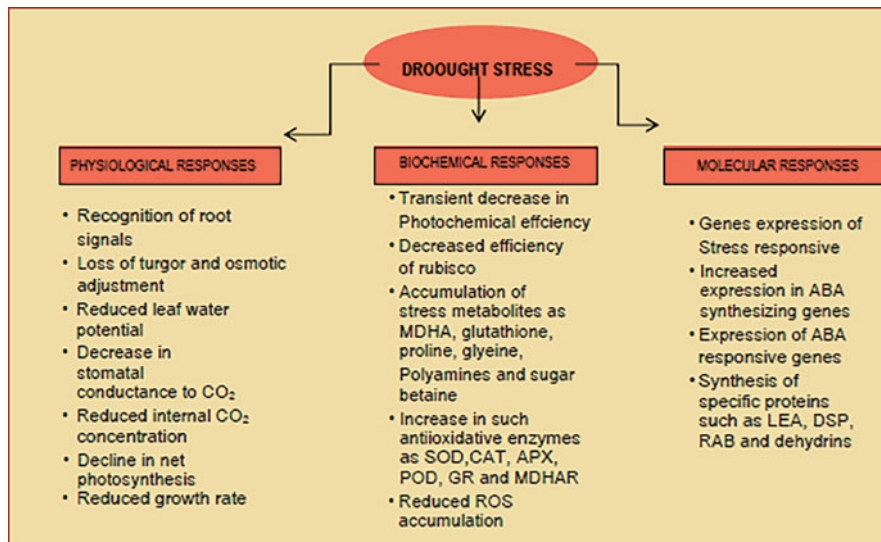 DROOUGHT STRESS
PHYSIOLOGICAL RESPONSES
• Recognition of root
signals
• Loss of turgor and osmotic
adjustment
• Reduced leaf water
potential
• Decrease in
stomatal
conductance to CO₂
• Reduced internal CO₂
concentration
• Decline in net
photosynthesis
• Reduced growth rate
BIOCHEMICAL RESPONSES
• Transient decrease in
Photochemical effciency
• Decreased efficiency
of rubisco
• Accumulation of
stress metabolites as
MDHA, glutathione,
proline, glyeine,
Polyamines and sugar
betaine
• Increase in such
antiioxidative enzymes
as SOD,CAT, APX,
POD, GR and MDHAR
• Reduced ROS
accumulation
MOLECULAR RESPONSES
• Genes expression of
Stress responsive
• Increased
expression in ABA
synthesizing genes
• Expression of ABA
responsive genes
• Synthesis of
specific proteins
such as LEA, DSP,
RAB and dehydrins